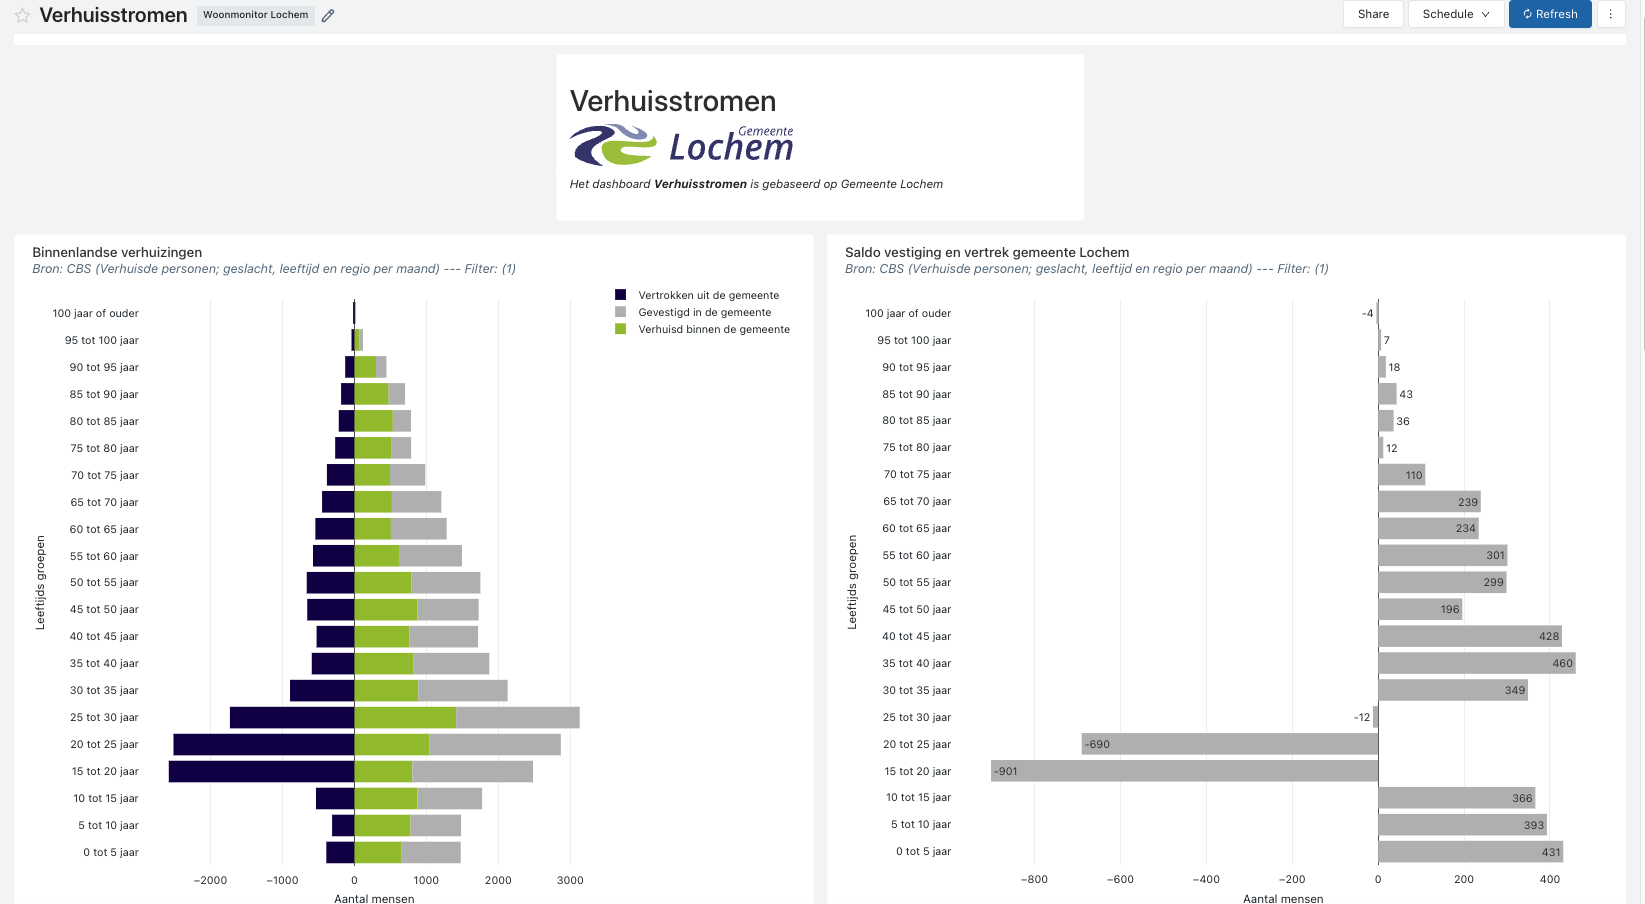 Verhuisstromen
Woonmonitor Lochem
Share
Schedule
Refresh
Verhuisstromen
Gemeente
Lochem
Het dashboard Verhuisstromen is gebaseerd op Gemeente Lochem
Binnenlandse verhuizingen
Bron: CBS (Verhuisde personen; geslacht, leeftijd en regio per maand) --- Filter: (1)
Vertrokken uit de gemeente
Gevestigd in de gemeente
Verhuisd binnen de gemeente
Leeftijds groepen
100 jaar of ouder
95 tot 100 jaar
90 tot 95 jaar
85 tot 90 jaar
80 tot 85 jaar
75 tot 80 jaar
70 tot 75 jaar
65 tot 70 jaar
60 tot 65 jaar
55 tot 60 jaar
50 tot 55 jaar
45 tot 50 jaar
40 tot 45 jaar
35 tot 40 jaar
30 tot 35 jaar
25 tot 30 jaar
20 tot 25 jaar
15 tot 20 jaar
10 tot 15 jaar
5 tot 10 jaar
0 tot 5 jaar
−2000 −1000 0 1000 2000 3000
Aantal mensen
Saldo vestiging en vertrek gemeente Lochem
Bron: CBS (Verhuisde personen; geslacht, leeftijd en regio per maand) --- Filter: (1)
Leeftijds groepen
100 jaar of ouder -4
95 tot 100 jaar 7
90 tot 95 jaar 18
85 tot 90 jaar 43
80 tot 85 jaar 36
75 tot 80 jaar 12
70 tot 75 jaar 110
65 tot 70 jaar 239
60 tot 65 jaar 234
55 tot 60 jaar 301
50 tot 55 jaar 299
45 tot 50 jaar 196
40 tot 45 jaar 428
35 tot 40 jaar 460
30 tot 35 jaar 349
25 tot 30 jaar -12
20 tot 25 jaar -690
15 tot 20 jaar -901
10 tot 15 jaar 366
5 tot 10 jaar 393
0 tot 5 jaar 431
−800 −600 −400 −200 0 200 400
Aantal mensen